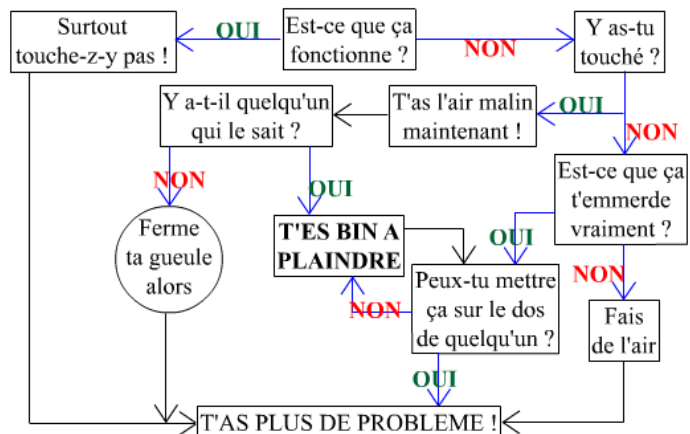 Surtout
touche-z-y pas !
OUI
Est-ce que ça
fonctionne ?
NON
Y as-tu
touché ?
Y a-t-il quelqu'un
qui le sait ?
T'as l'air malin
maintenant !
OUI
NON
NON
OUI
Est-ce que ça
t'emmerde
vraiment ?
Ferme
ta gueule
alors
T'ES BIN A
PLAINDRE
OUI
NON
Peux-tu mettre
ça sur le dos
de quelqu'un ?
NON
Fais
de l'air
OUI
T'AS PLUS DE PROBLEME !